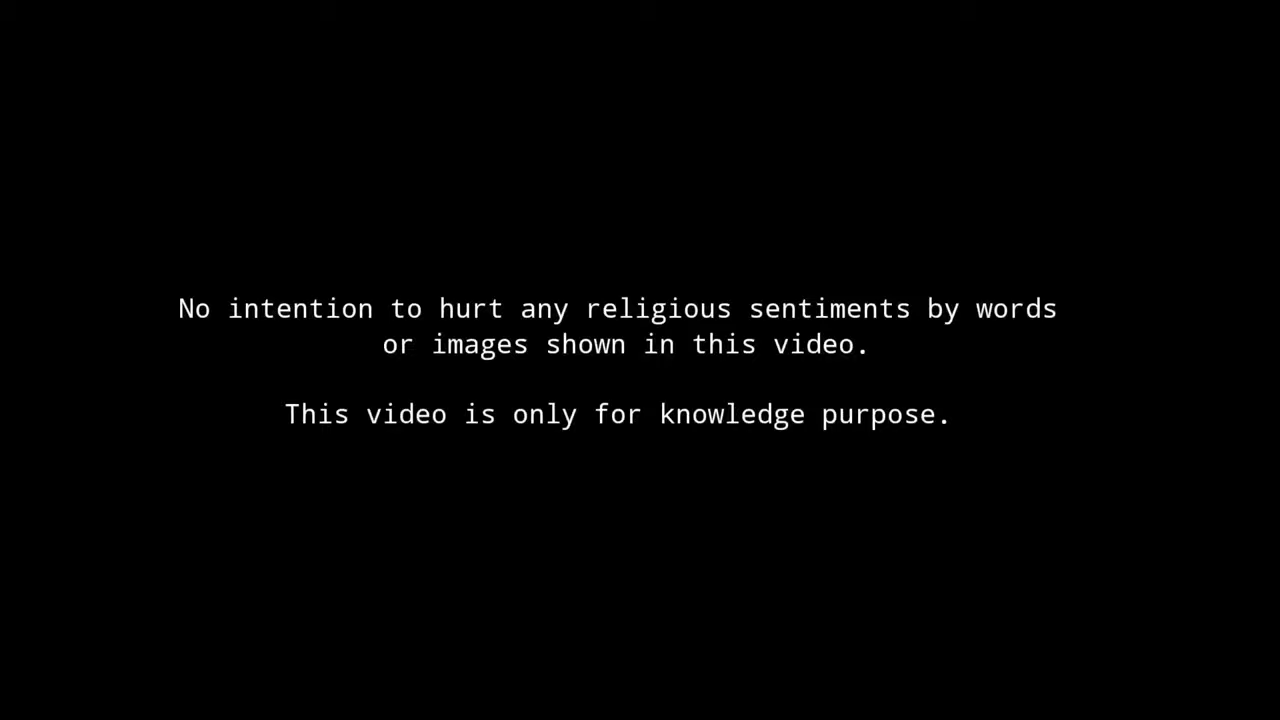 No intention to hurt any religious sentiments by words
or images shown in this video.
This video is only for knowledge purpose.